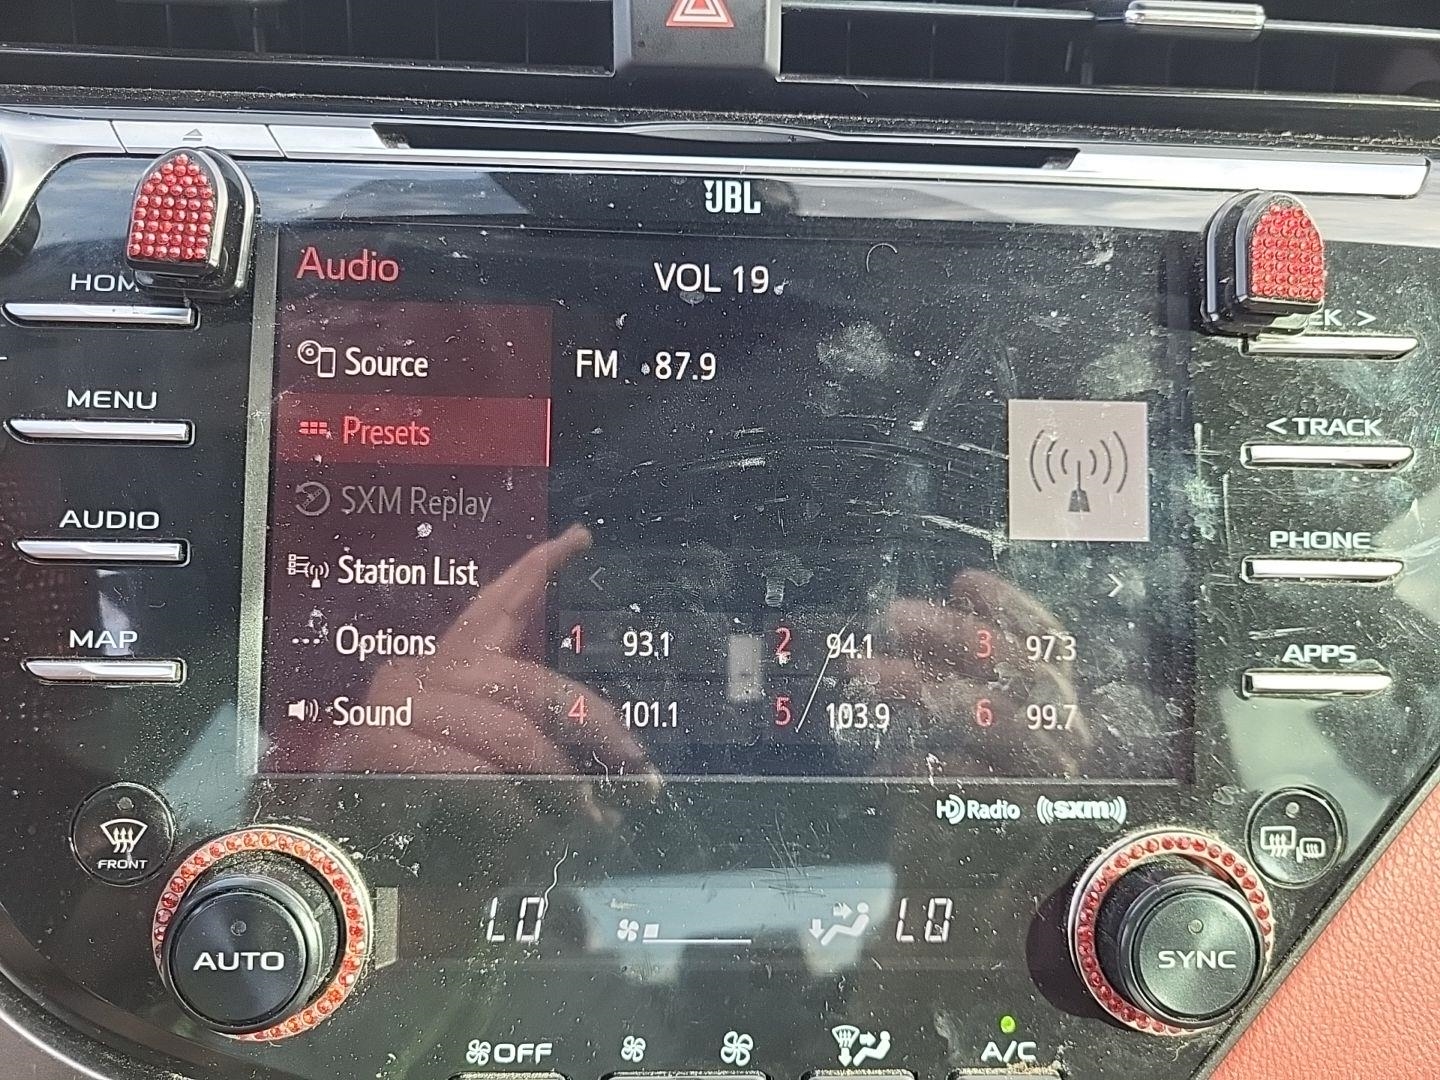 JBL
Audio
VOL 19
HOM
Source
FM 87.9
EK >
MENU
Presets
< TRACK
SXM Replay
AUDIO
PHONE
Station List
< >
MAP
Options
1 93.1 2 94.1 3 97.3
APPS
Sound
4 101.1 5 103.9 6 99.7
HD Radio ((sxm))
FRONT
LO LO
AUTO
SYNC
OFF
A/C